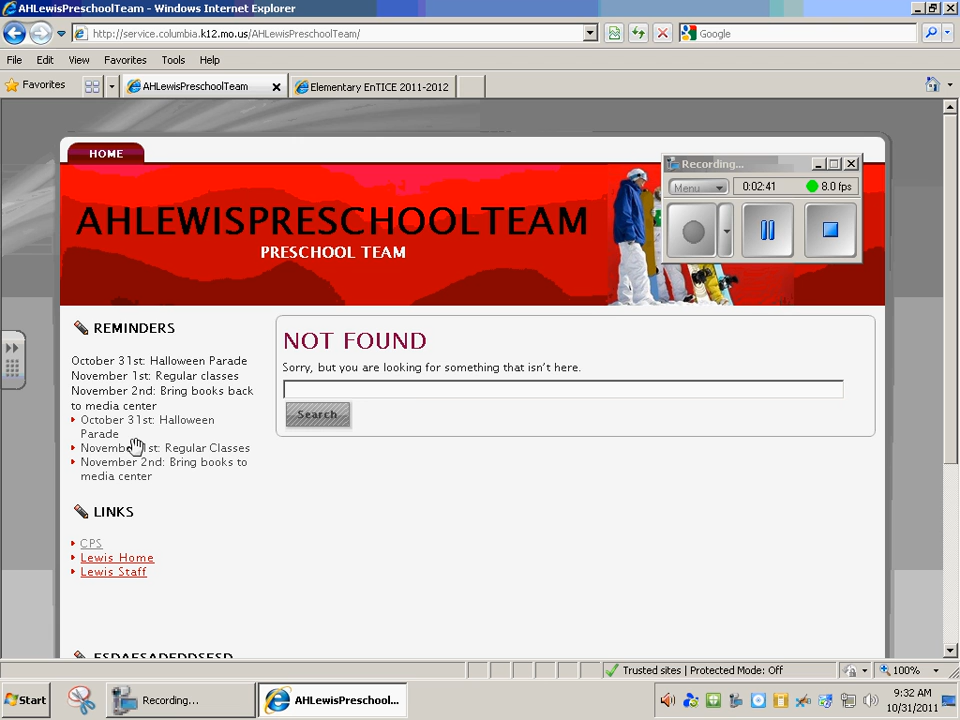 AHLewisPreschoolTeam - Windows Internet Explorer
http://service.columbia.k12.mo.us/AHLewisPreschoolTeam/
Google
File Edit View Favorites Tools Help
Favorites
AHLewisPreschoolTeam
Elementary EnTICE 2011-2012
HOME
Recording...
Menu
0:02:41
8.0 fps
AHLEWISPRESCHOOLTEAM
PRESCHOOL TEAM
REMINDERS
October 31st: Halloween Parade
November 1st: Regular classes
November 2nd: Bring books back
to media center
October 31st: Halloween
Parade
November 1st: Regular Classes
November 2nd: Bring books to
media center
LINKS
CPS
Lewis Home
Lewis Staff
NOT FOUND
Sorry, but you are looking for something that isn't here.
Search
Trusted sites | Protected Mode: Off
100%
Start
Recording...
AHLewisPreschool...
9:32 AM
10/31/2011